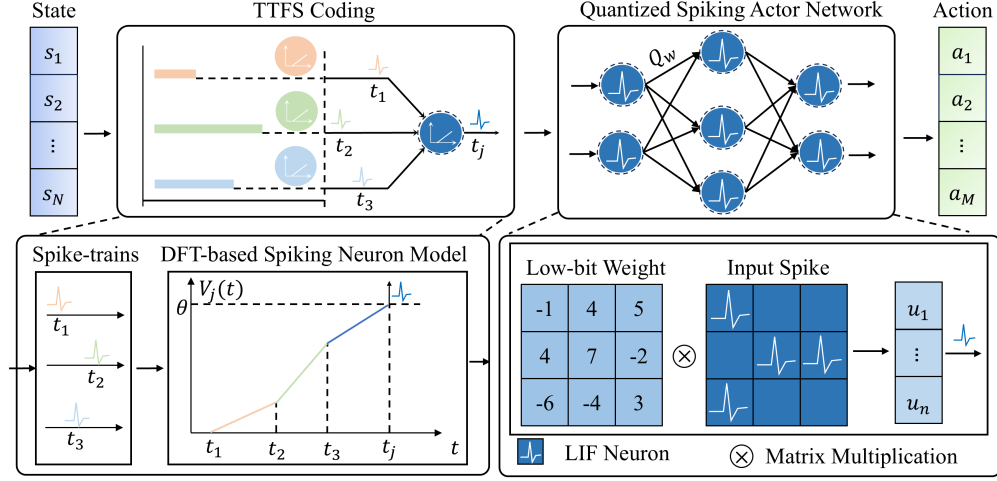 State
TTFS Coding
Quantized Spiking Actor Network
Action
s1
s2
⋮
sN
t1
t2
t3
tj
Qw
a1
a2
⋮
aM
Spike-trains
t1
t2
t3
DFT-based Spiking Neuron Model
Vj(t)
θ
t1 t2 t3 tj t
Low-bit Weight
-1 4 5
4 7 -2
-6 -4 3
⊗
Input Spike
u1
⋮
un
LIF Neuron
⊗ Matrix Multiplication